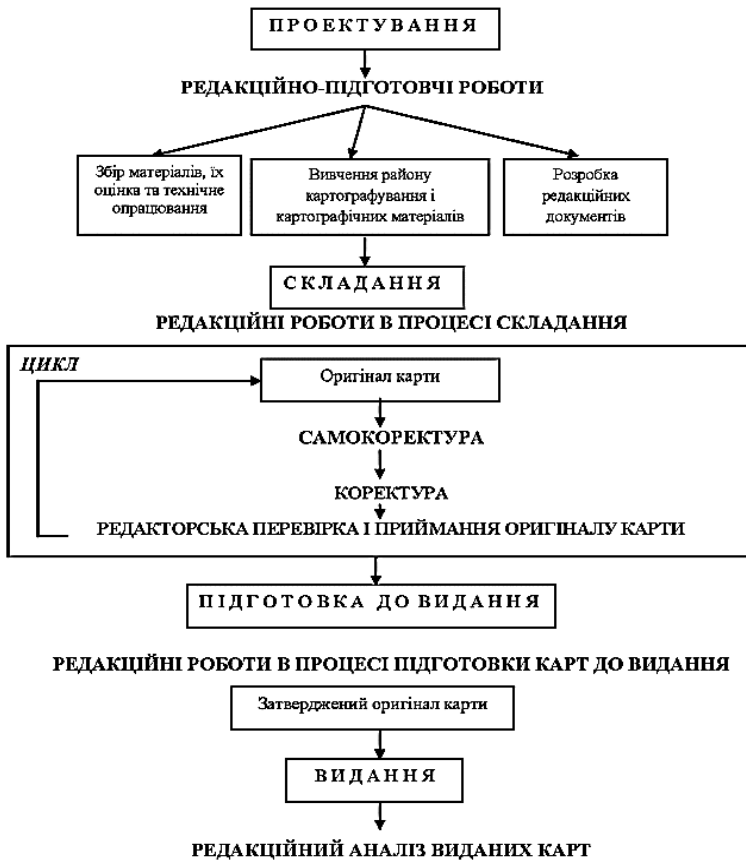 ПРОЕКТУВАННЯ
РЕДАКЦІЙНО-ПІДГОТОВЧІ РОБОТИ
Збір матеріалів, їх
оцінка та технічне
опрацювання
Вивчення району
картографування і
картографічних матеріалів
Розробка
редакційних
документів
СКЛАДАННЯ
РЕДАКЦІЙНІ РОБОТИ В ПРОЦЕСІ СКЛАДАННЯ
ЦИКЛ
Оригінал карти
САМОКОРЕКТУРА
КОРЕКТУРА
РЕДАКТОРСЬКА ПЕРЕВІРКА І ПРИЙМАННЯ ОРИГІНАЛУ КАРТИ
ПІДГОТОВКА ДО ВИДАННЯ
РЕДАКЦІЙНІ РОБОТИ В ПРОЦЕСІ ПІДГОТОВКИ КАРТ ДО ВИДАННЯ
Затверджений оригінал карти
ВИДАННЯ
РЕДАКЦІЙНИЙ АНАЛІЗ ВИДАНИХ КАРТ